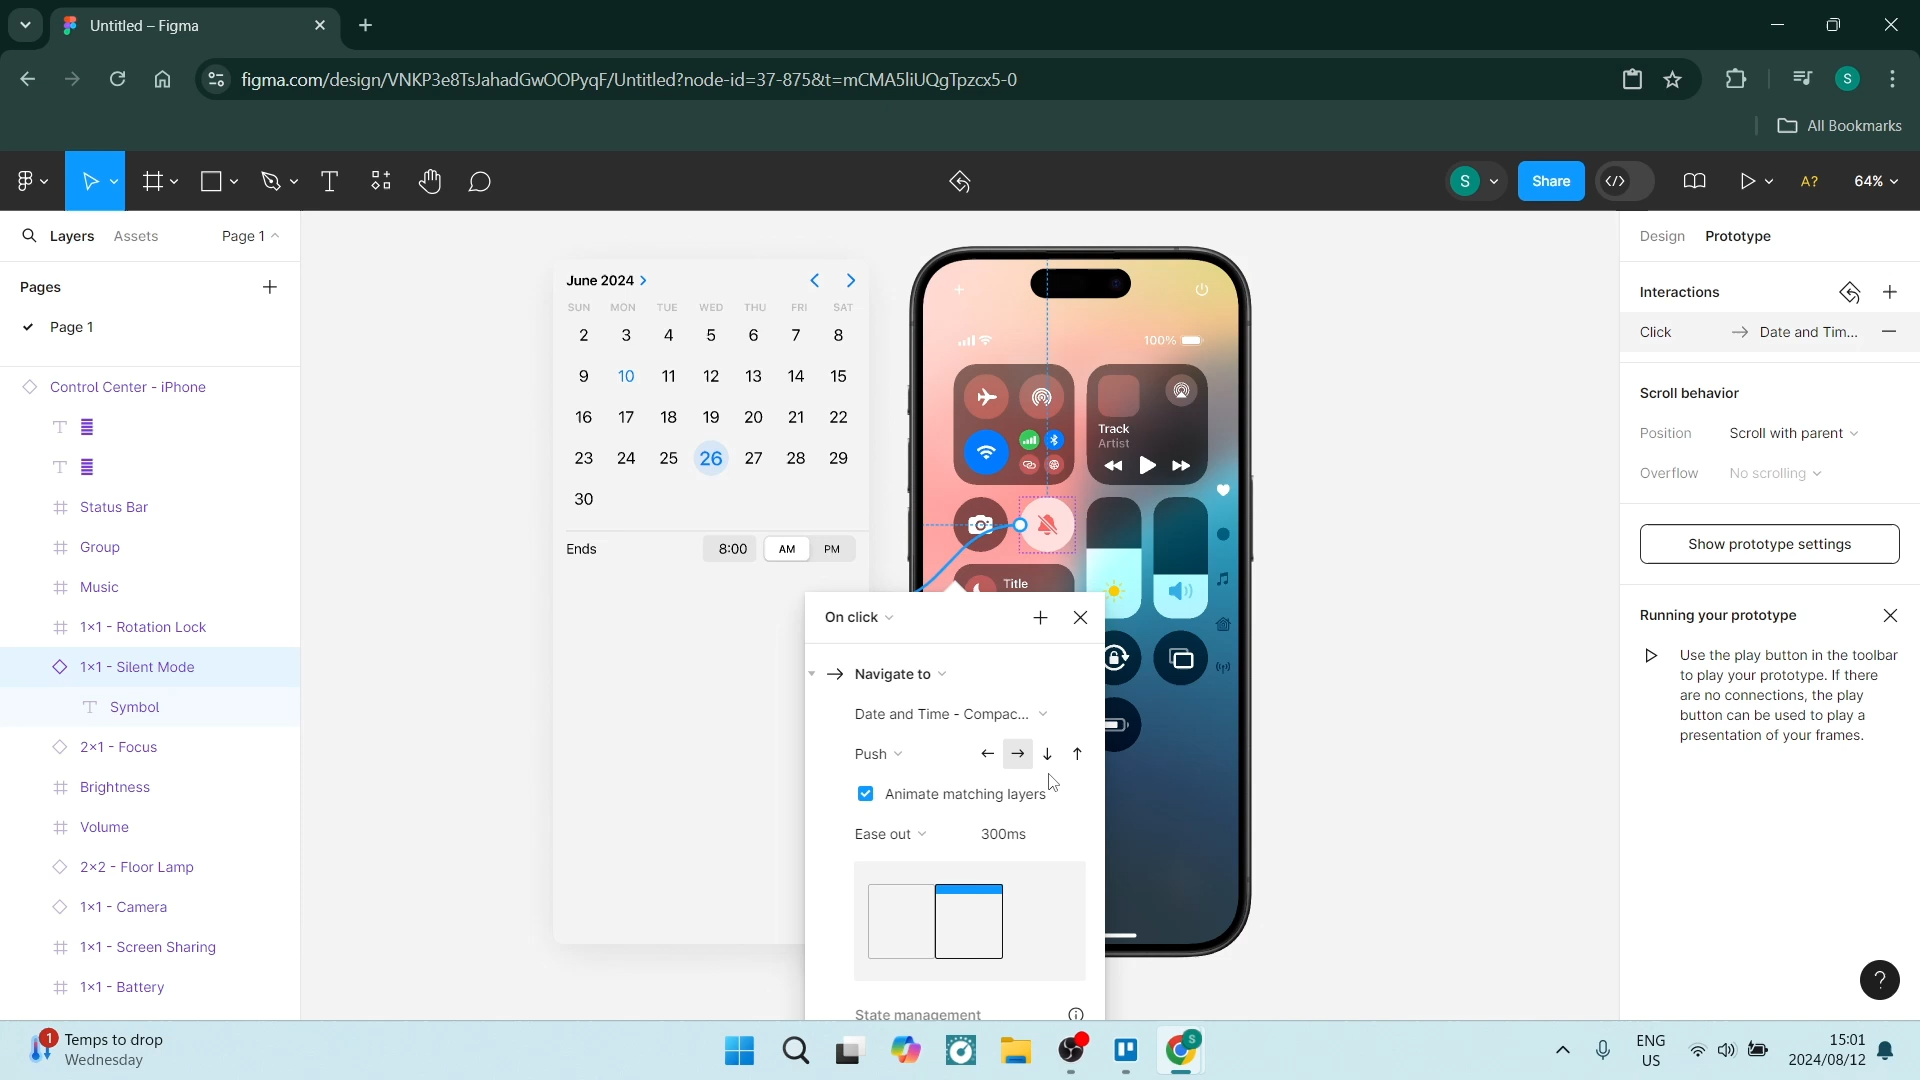 Untitled – Figma
figma.com/design/VNKP3e8TsJahadGwOOPyqF/Untitled?node-id=37-875&t=mCMA5liUQgTpzcx5-0
S
All Bookmarks
S
Share
A?
64%
Layers
Assets
Page 1
Pages
Page 1
Control Center - iPhone
Status Bar
Group
Music
1×1 - Rotation Lock
1×1 - Silent Mode
Symbol
2×1 - Focus
Brightness
Volume
2×2 - Floor Lamp
1×1 - Camera
1×1 - Screen Sharing
1×1 - Battery
June 2024
SUN MON TUE WED THU FRI SAT
2 3 4 5 6 7 8
9 10 11 12 13 14 15
16 17 18 19 20 21 22
23 24 25 26 27 28 29
30
Ends
8:00
AM
PM
100%
Track
Artist
Title
On click
Navigate to
Date and Time - Compac...
Push
Animate matching layers
Ease out
300ms
State management
Design
Prototype
Interactions
Click
Date and Tim...
Scroll behavior
Position
Scroll with parent
Overflow
No scrolling
Show prototype settings
Running your prototype
Use the play button in the toolbar
to play your prototype. If there
are no connections, the play
button can be used to play a
presentation of your frames.
?
1
Temps to drop
Wednesday
S
ENG
US
15:01
2024/08/12